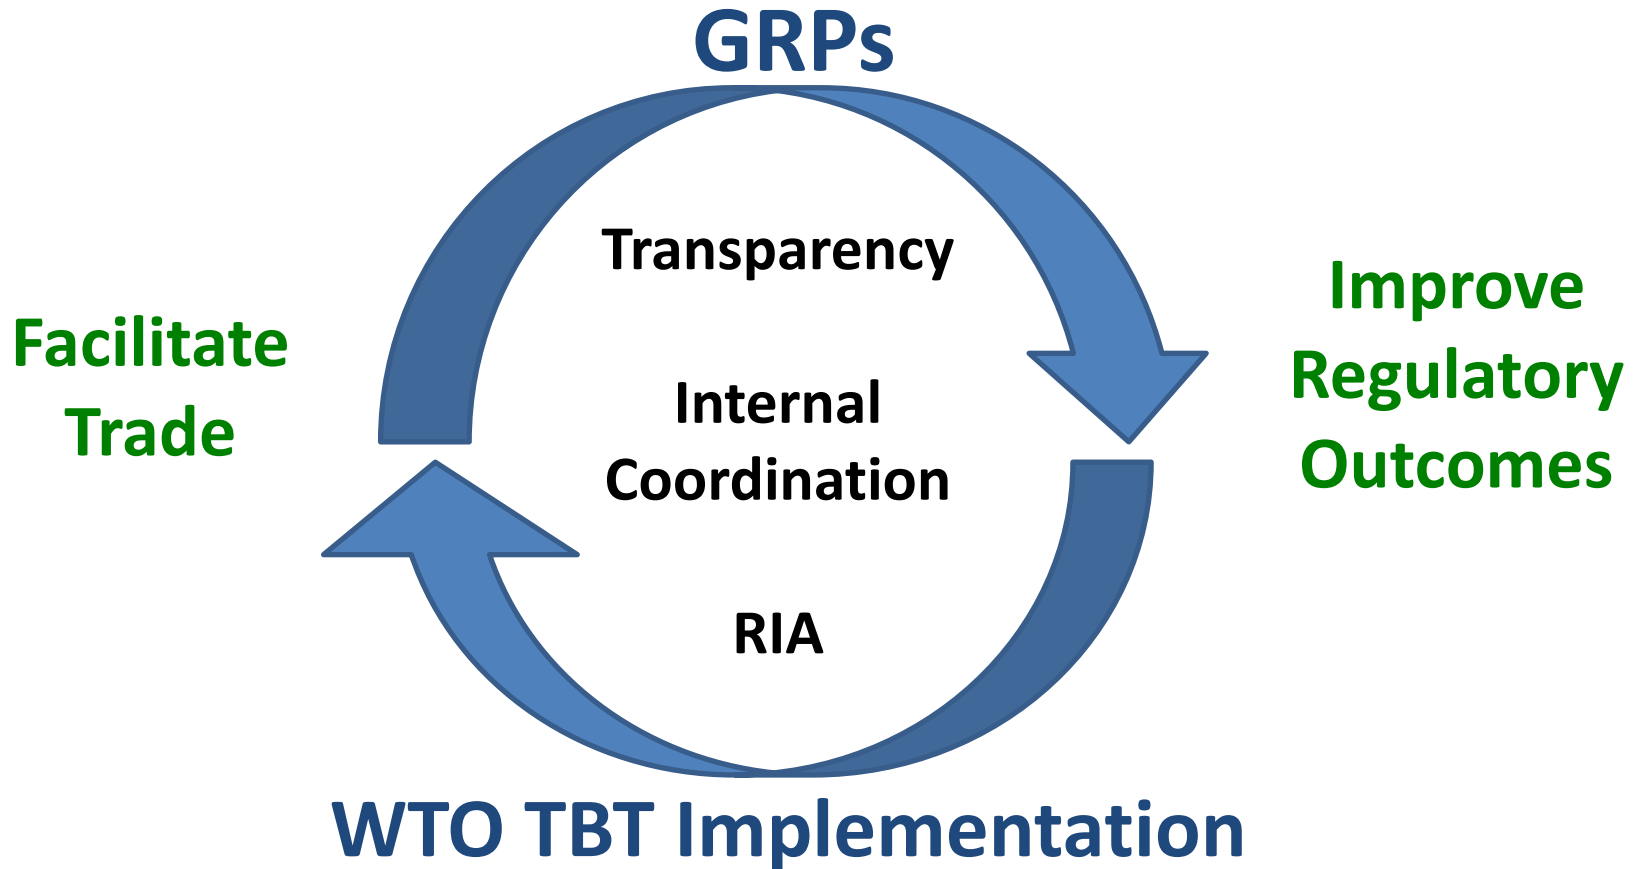 GRPs
Transparency
Internal
Coordination
RIA
Facilitate
Trade
Improve
Regulatory
Outcomes
WTO TBT Implementation